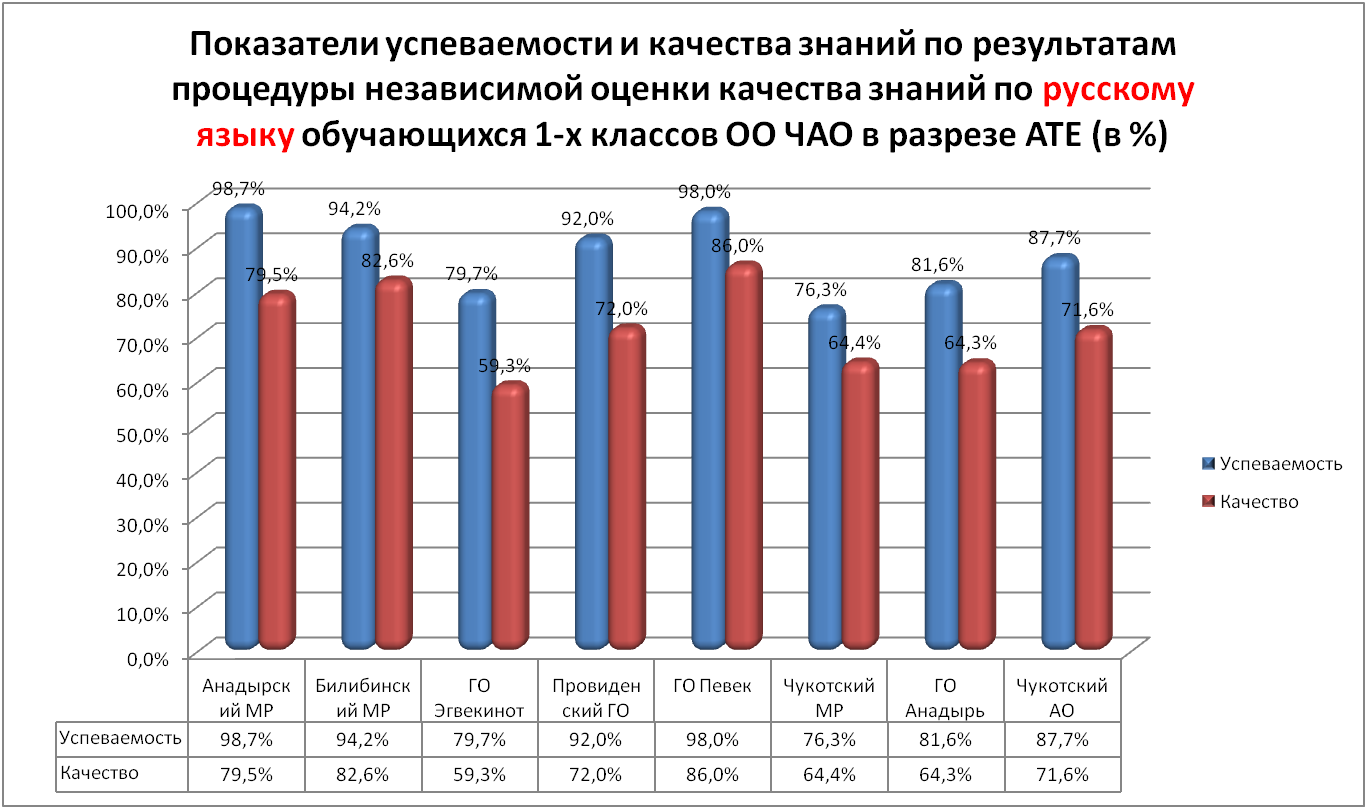 Показатели успеваемости и качества знаний по результатам
процедуры независимой оценки качества знаний по русскому
языку обучающихся 1-х классов ОО ЧАО в разрезе АТЕ (в %)
98,7% 94,2% 79,7% 92,0% 98,0% 76,3% 81,6% 87,7%
79,5% 82,6% 59,3% 72,0% 86,0% 64,4% 64,3% 71,6%
100,0%
90,0%
80,0%
70,0%
60,0%
50,0%
40,0%
30,0%
20,0%
10,0%
0,0%
Успеваемость
Качество
Анадырск Билибинск ГО Провиден ГО Певек Чукотский ГО Чукотский
ий МР ий МР Эгвекинот ский ГО МР Анадырь АО
Успеваемость 98,7% 94,2% 79,7% 92,0% 98,0% 76,3% 81,6% 87,7%
Качество 79,5% 82,6% 59,3% 72,0% 86,0% 64,4% 64,3% 71,6%